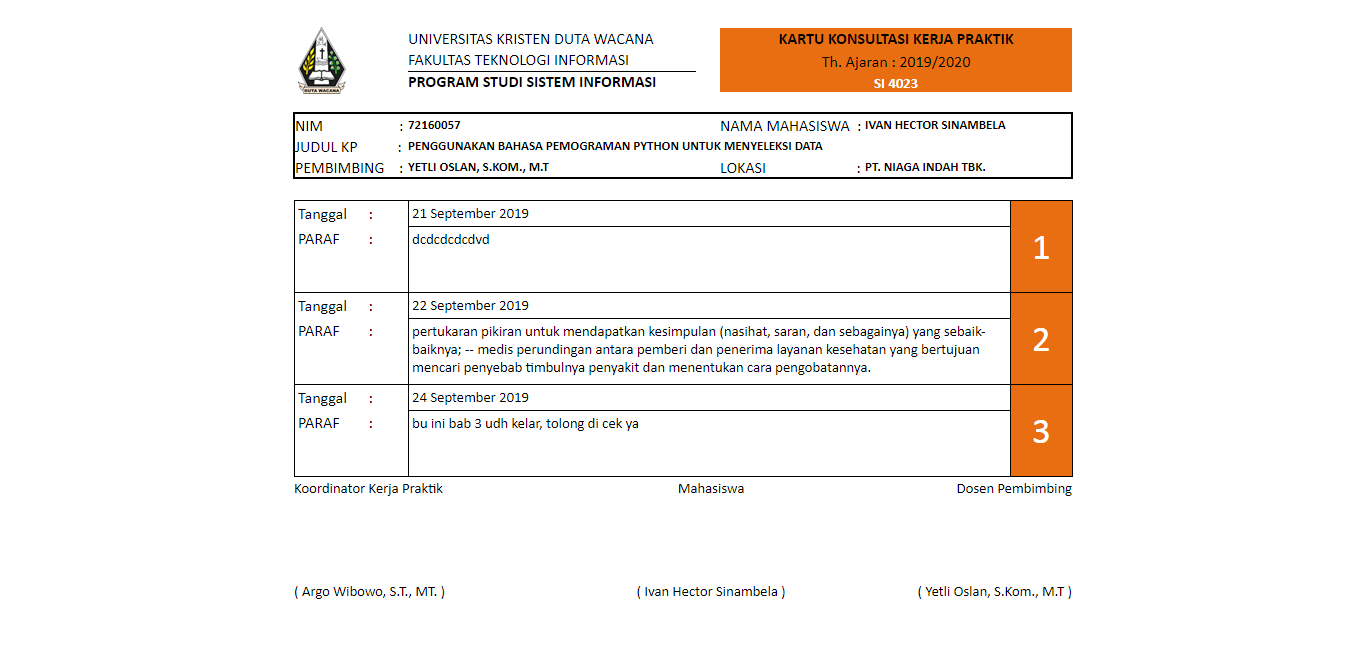 UNIVERSITAS KRISTEN DUTA WACANA
FAKULTAS TEKNOLOGI INFORMASI
PROGRAM STUDI SISTEM INFORMASI
DUTA WACANA
KARTU KONSULTASI KERJA PRAKTIK
Th. Ajaran : 2019/2020
SI 4023
NIM : 72160057 NAMA MAHASISWA : IVAN HECTOR SINAMBELA
JUDUL KP : PENGGUNAKAN BAHASA PEMOGRAMAN PYTHON UNTUK MENYELEKSI DATA
PEMBIMBING : YETLI OSLAN, S.KOM., M.T LOKASI : PT. NIAGA INDAH TBK.
Tanggal : 21 September 2019
PARAF : dcdcdcdcdvd
1
Tanggal : 22 September 2019
PARAF : pertukaran pikiran untuk mendapatkan kesimpulan (nasihat, saran, dan sebagainya) yang sebaik-
baiknya; -- medis perundingan antara pemberi dan penerima layanan kesehatan yang bertujuan
mencari penyebab timbulnya penyakit dan menentukan cara pengobatannya.
2
Tanggal : 24 September 2019
PARAF : bu ini bab 3 udh kelar, tolong di cek ya
3
Koordinator Kerja Praktik Mahasiswa Dosen Pembimbing
( Argo Wibowo, S.T., MT. ) ( Ivan Hector Sinambela ) ( Yetli Oslan, S.Kom., M.T )